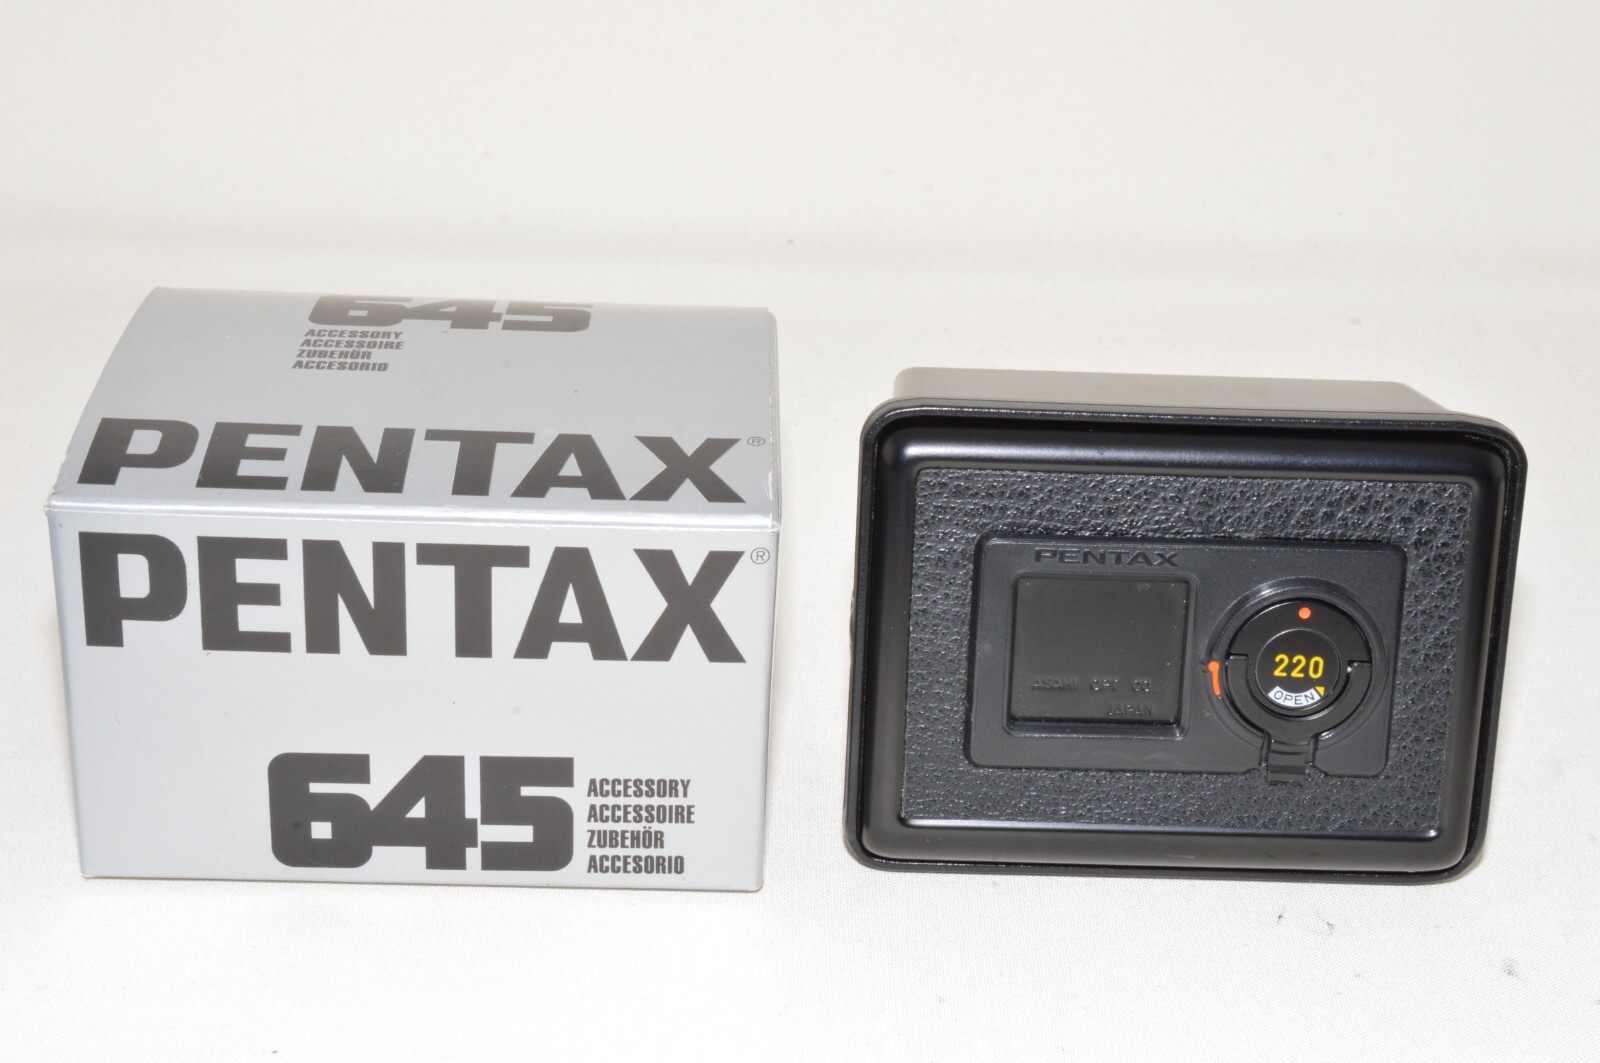 645
ACCESSORY
ACCESSOIRE
ZUBEHÖR
ACCESORIO
PENTAX®
PENTAX®
645
ACCESSORY
ACCESSOIRE
ZUBEHÖR
ACCESORIO
PENTAX
ASAHI OPT CO.,
JAPAN
220
OPEN